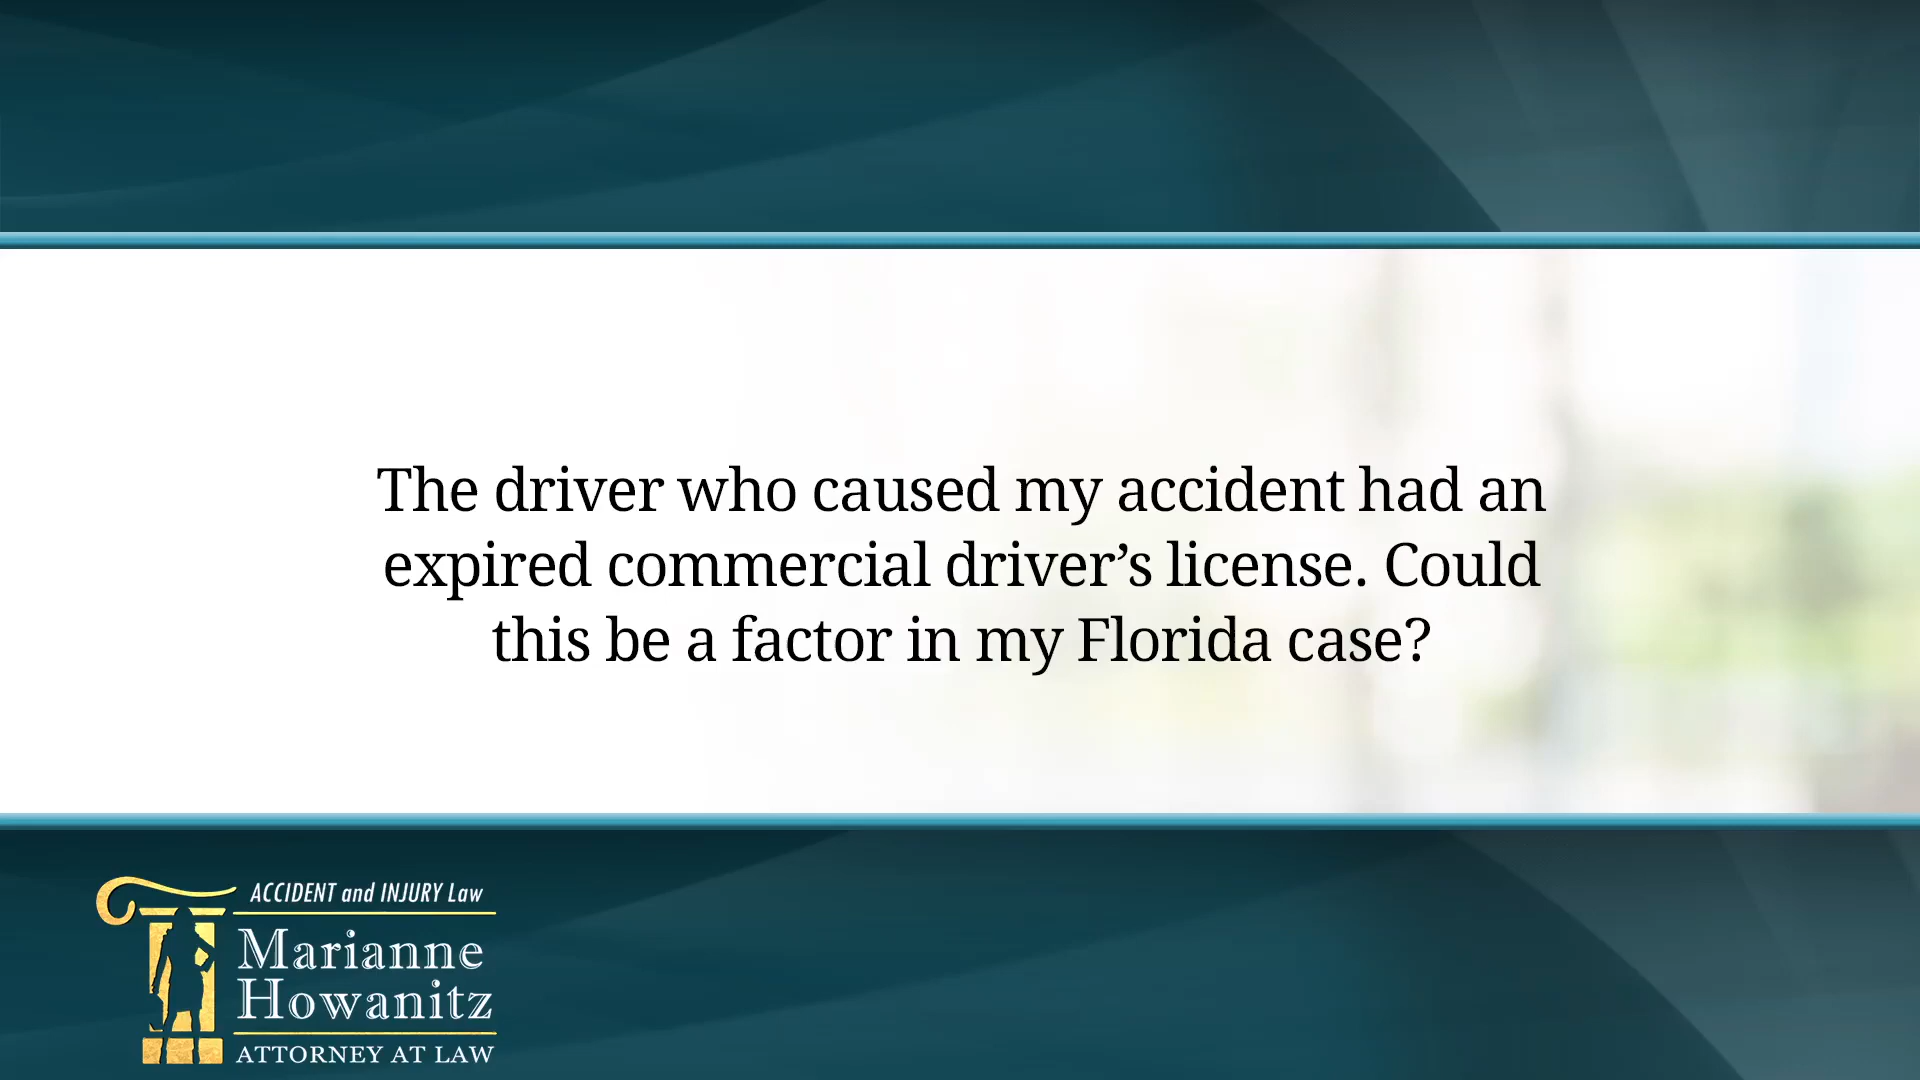 The driver who caused my accident had an
expired commercial driver’s license. Could
this be a factor in my Florida case?
ACCIDENT and INJURY Law
Marianne
Howanitz
ATTORNEY AT LAW